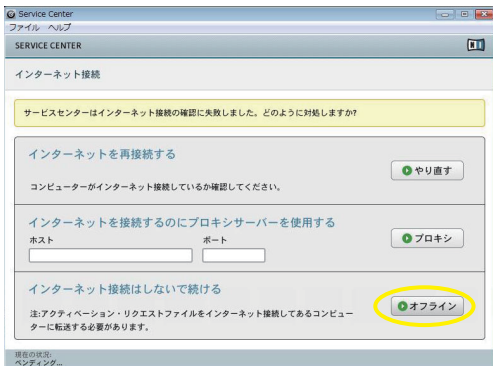 Service Center
ファイル ヘルプ
SERVICE CENTER
インターネット接続
サービスセンターはインターネット接続の確認に失敗しました。どのように対処しますか?
インターネットを再接続する
やり直す
コンピューターがインターネット接続しているか確認してください。
インターネットを接続するのにプロキシサーバーを使用する
ホスト ポート
プロキシ
インターネット接続はしないで続ける
オフライン
注:アクティベーション・リクエストファイルをインターネット接続してあるコンピュー
ターに転送する必要があります。
現在の状況:
ペンディング...